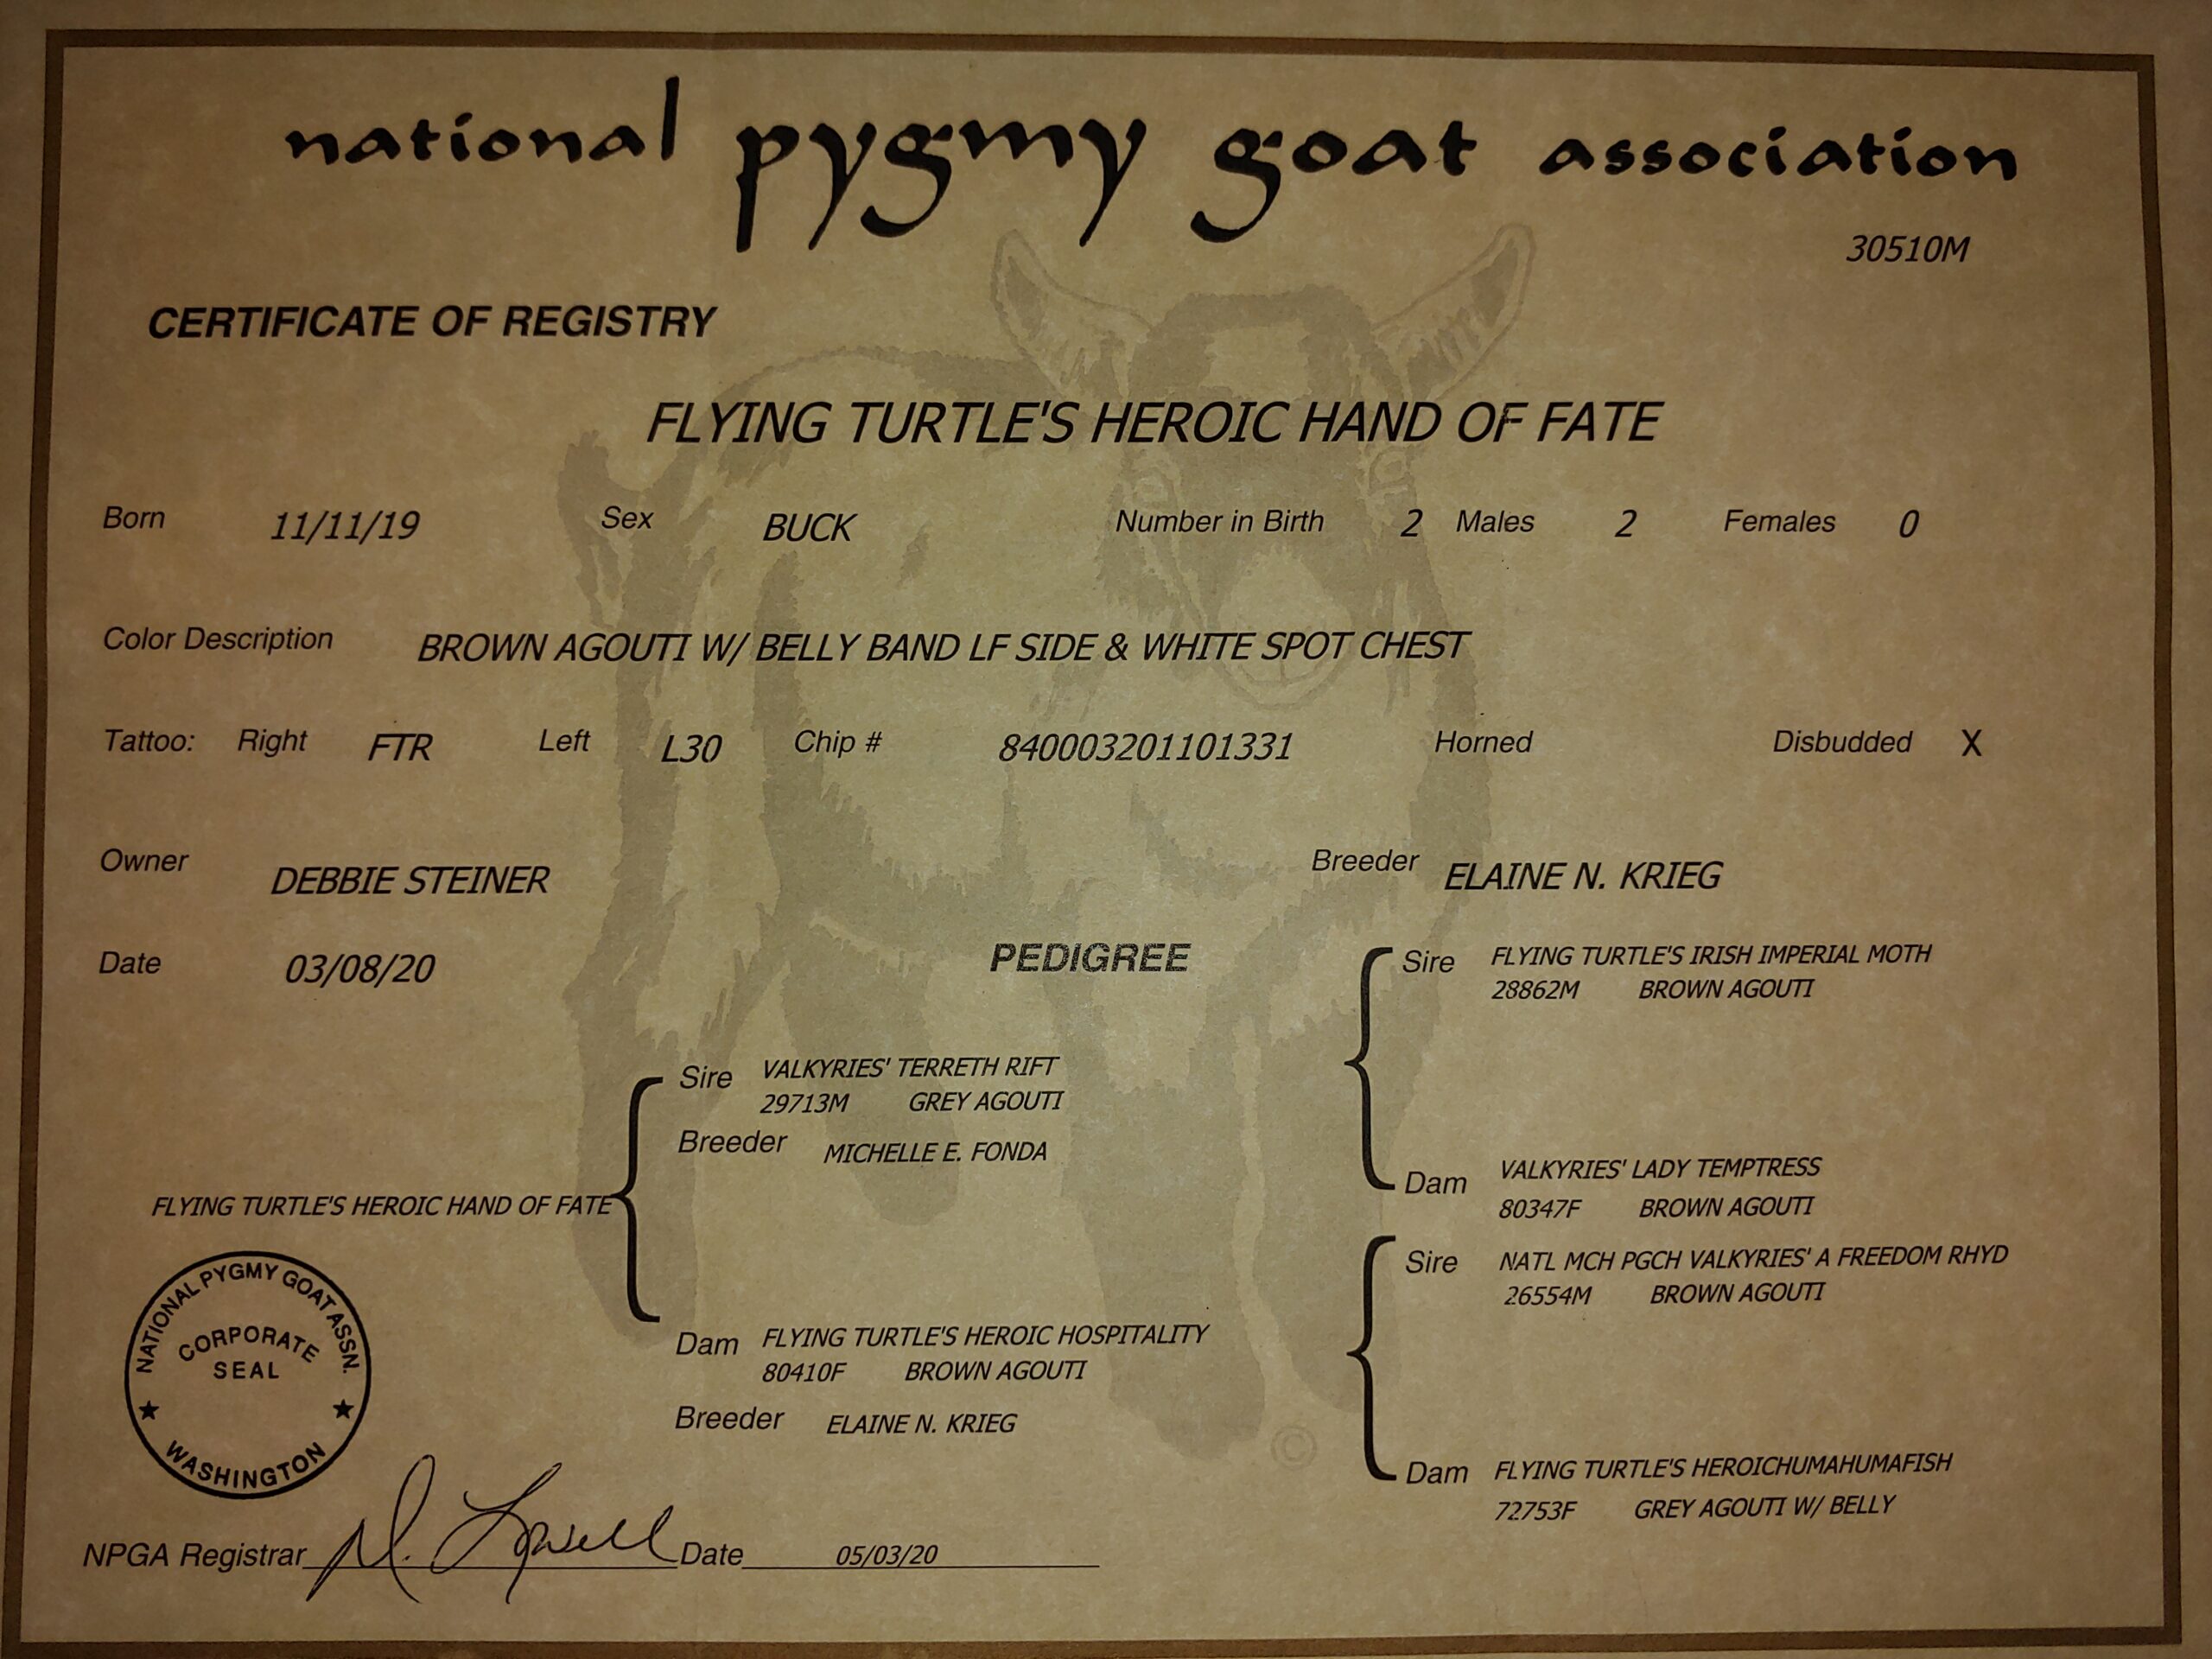 national pygmy goat association
30510M
CERTIFICATE OF REGISTRY
FLYING TURTLE'S HEROIC HAND OF FATE
Born 11/11/19 Sex BUCK Number in Birth 2 Males 2 Females 0
Color Description BROWN AGOUTI W/ BELLY BAND LF SIDE & WHITE SPOT CHEST
Tattoo: Right FTR Left L30 Chip # 840003201101331 Horned Disbudded X
Owner DEBBIE STEINER Breeder ELAINE N. KRIEG
Date 03/08/20
PEDIGREE
FLYING TURTLE'S HEROIC HAND OF FATE
Sire VALKYRIES' TERRETH RIFT
29713M GREY AGOUTI
Breeder MICHELLE E. FONDA
Dam FLYING TURTLE'S HEROIC HOSPITALITY
80410F BROWN AGOUTI
Breeder ELAINE N. KRIEG
Sire FLYING TURTLE'S IRISH IMPERIAL MOTH
28862M BROWN AGOUTI
Dam VALKYRIES' LADY TEMPTRESS
80347F BROWN AGOUTI
Sire NATL MCH PGCH VALKYRIES' A FREEDOM RHYD
26554M BROWN AGOUTI
Dam FLYING TURTLE'S HEROICHUMAHUMAFISH
72753F GREY AGOUTI W/ BELLY
©
NATIONAL PYGMY GOAT ASSN.
CORPORATE
SEAL
WASHINGTON
NPGA Registrar Date 05/03/20